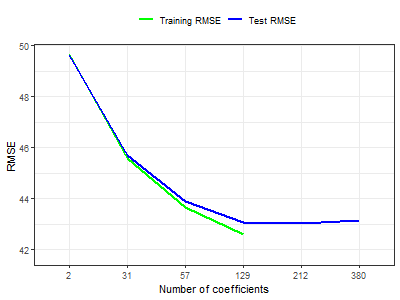 Training RMSE Test RMSE
50
48
46
44
42
RMSE
2 31 57 129 212 380
Number of coefficients